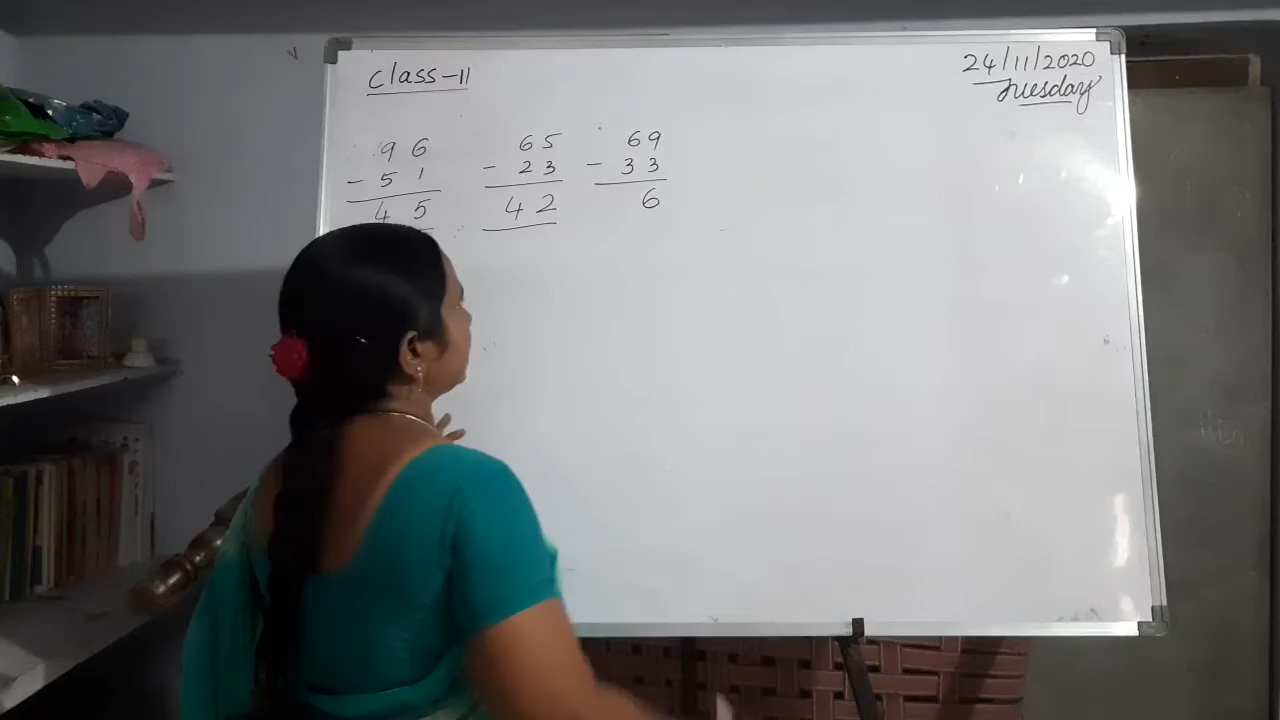 Class-II
24/11/2020
Tuesday
96 65 69
- 51 - 23 - 33
45 42 6